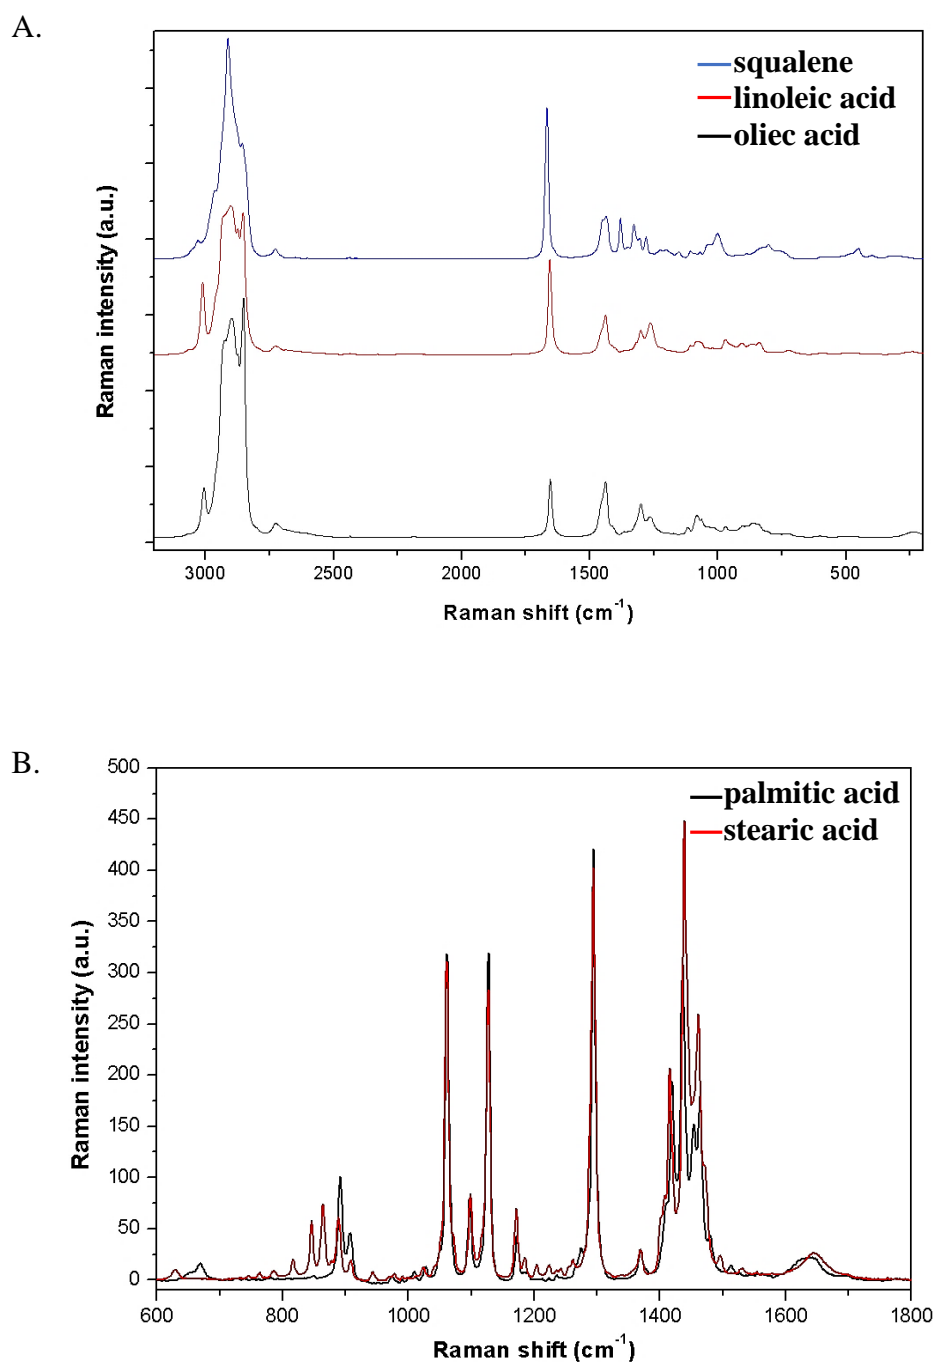 A.
squalene
linoleic acid
oliec acid
Raman intensity (a.u.)
3000 2500 2000 1500 1000 500
Raman shift (cm⁻¹)
B.
500
450
400
350
300
250
200
150
100
50
0
palmitic acid
stearic acid
Raman intensity (a.u.)
600 800 1000 1200 1400 1600 1800
Raman shift (cm⁻¹)